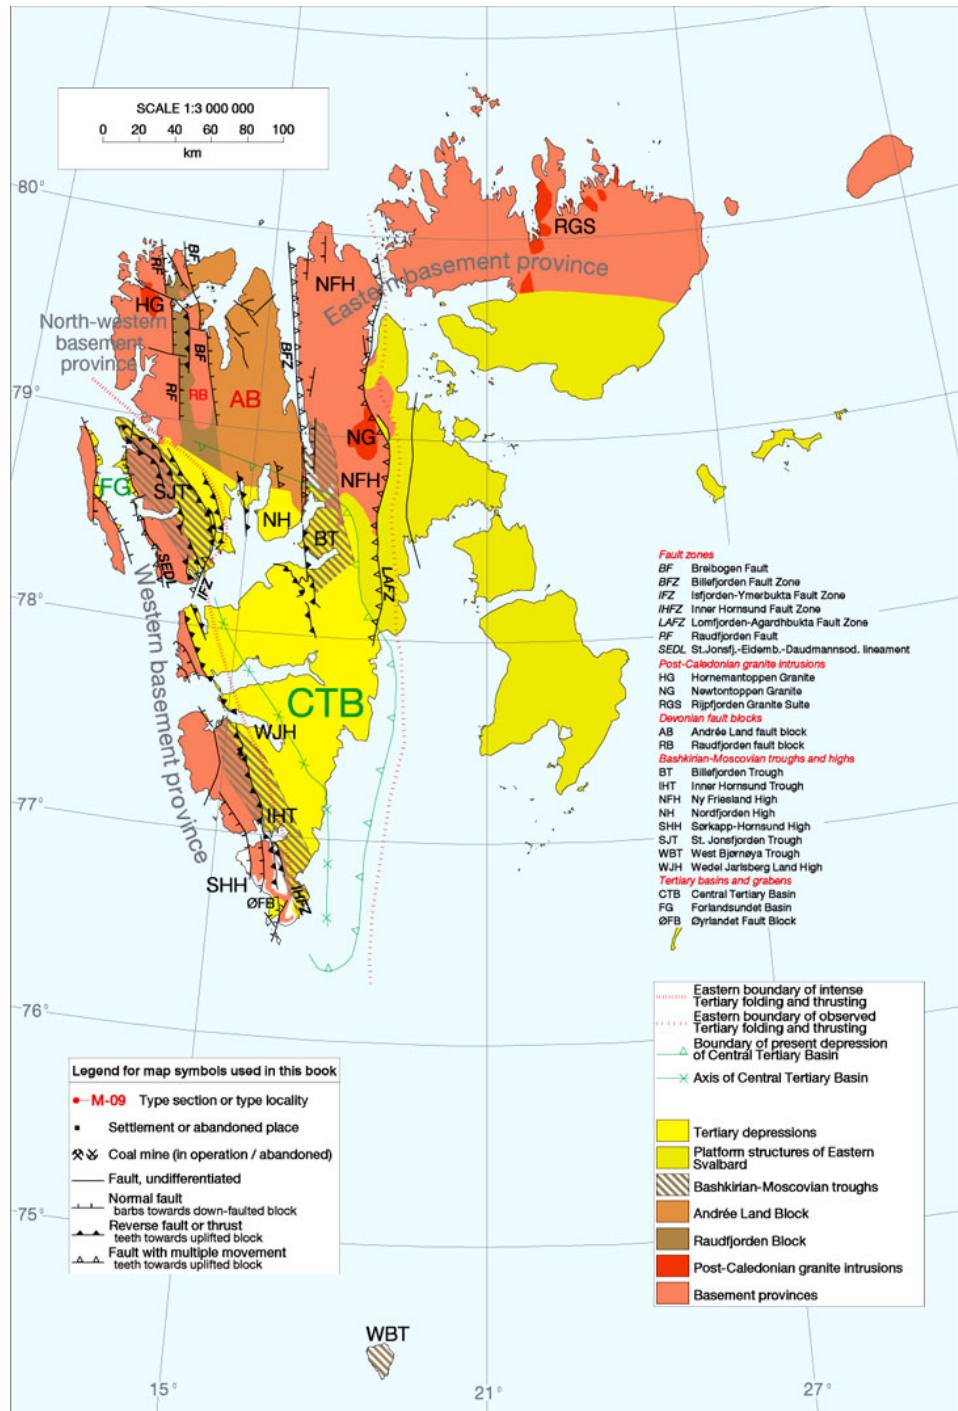 SCALE 1:3 000 000
0 20 40 60 80 100
km
80°
79°
78°
77°
76°
75°
15°
21°
27°
RF
BF
HG
North-western
basement
province
BF
RF
RB
AB
BFZ
NFH
Eastern basement province
RGS
NG
NFH
FG
SJT
SEDL
IFZ
NH
BT
LAFZ
Western basement province
CTB
WJH
IHT
SHH
ØFB
IHFZ
WBT
Fault zones
BF Breibogen Fault
BFZ Billefjorden Fault Zone
IFZ Isfjorden-Ymerbukta Fault Zone
IHFZ Inner Hornsund Fault Zone
LAFZ Lomfjorden-Agardhbukta Fault Zone
RF Raudfjorden Fault
SEDL St.Jonsfj.-Eidemb.-Daudmannsod. lineament
Post-Caledonian granite intrusions
HG Hornemantoppen Granite
NG Newtontoppen Granite
RGS Rijpfjorden Granite Suite
Devonian fault blocks
AB Andrée Land fault block
RB Raudfjorden fault block
Bashkirian-Moscovian troughs and highs
BT Billefjorden Trough
IHT Inner Hornsund Trough
NFH Ny Friesland High
NH Nordfjorden High
SHH Sørkapp-Hornsund High
SJT St. Jonsfjorden Trough
WBT West Bjørnøya Trough
WJH Wedel Jarlsberg Land High
Tertiary basins and grabens
CTB Central Tertiary Basin
FG Forlandsundet Basin
ØFB Øyrlandet Fault Block
Eastern boundary of intense
Tertiary folding and thrusting
Eastern boundary of observed
Tertiary folding and thrusting
Boundary of present depression
of Central Tertiary Basin
Axis of Central Tertiary Basin
Tertiary depressions
Platform structures of Eastern
Svalbard
Bashkirian-Moscovian troughs
Andrée Land Block
Raudfjorden Block
Post-Caledonian granite intrusions
Basement provinces
Legend for map symbols used in this book
M-09 Type section or type locality
Settlement or abandoned place
Coal mine (in operation / abandoned)
Fault, undifferentiated
Normal fault
barbs towards down-faulted block
Reverse fault or thrust
teeth towards uplifted block
Fault with multiple movement
teeth towards uplifted block